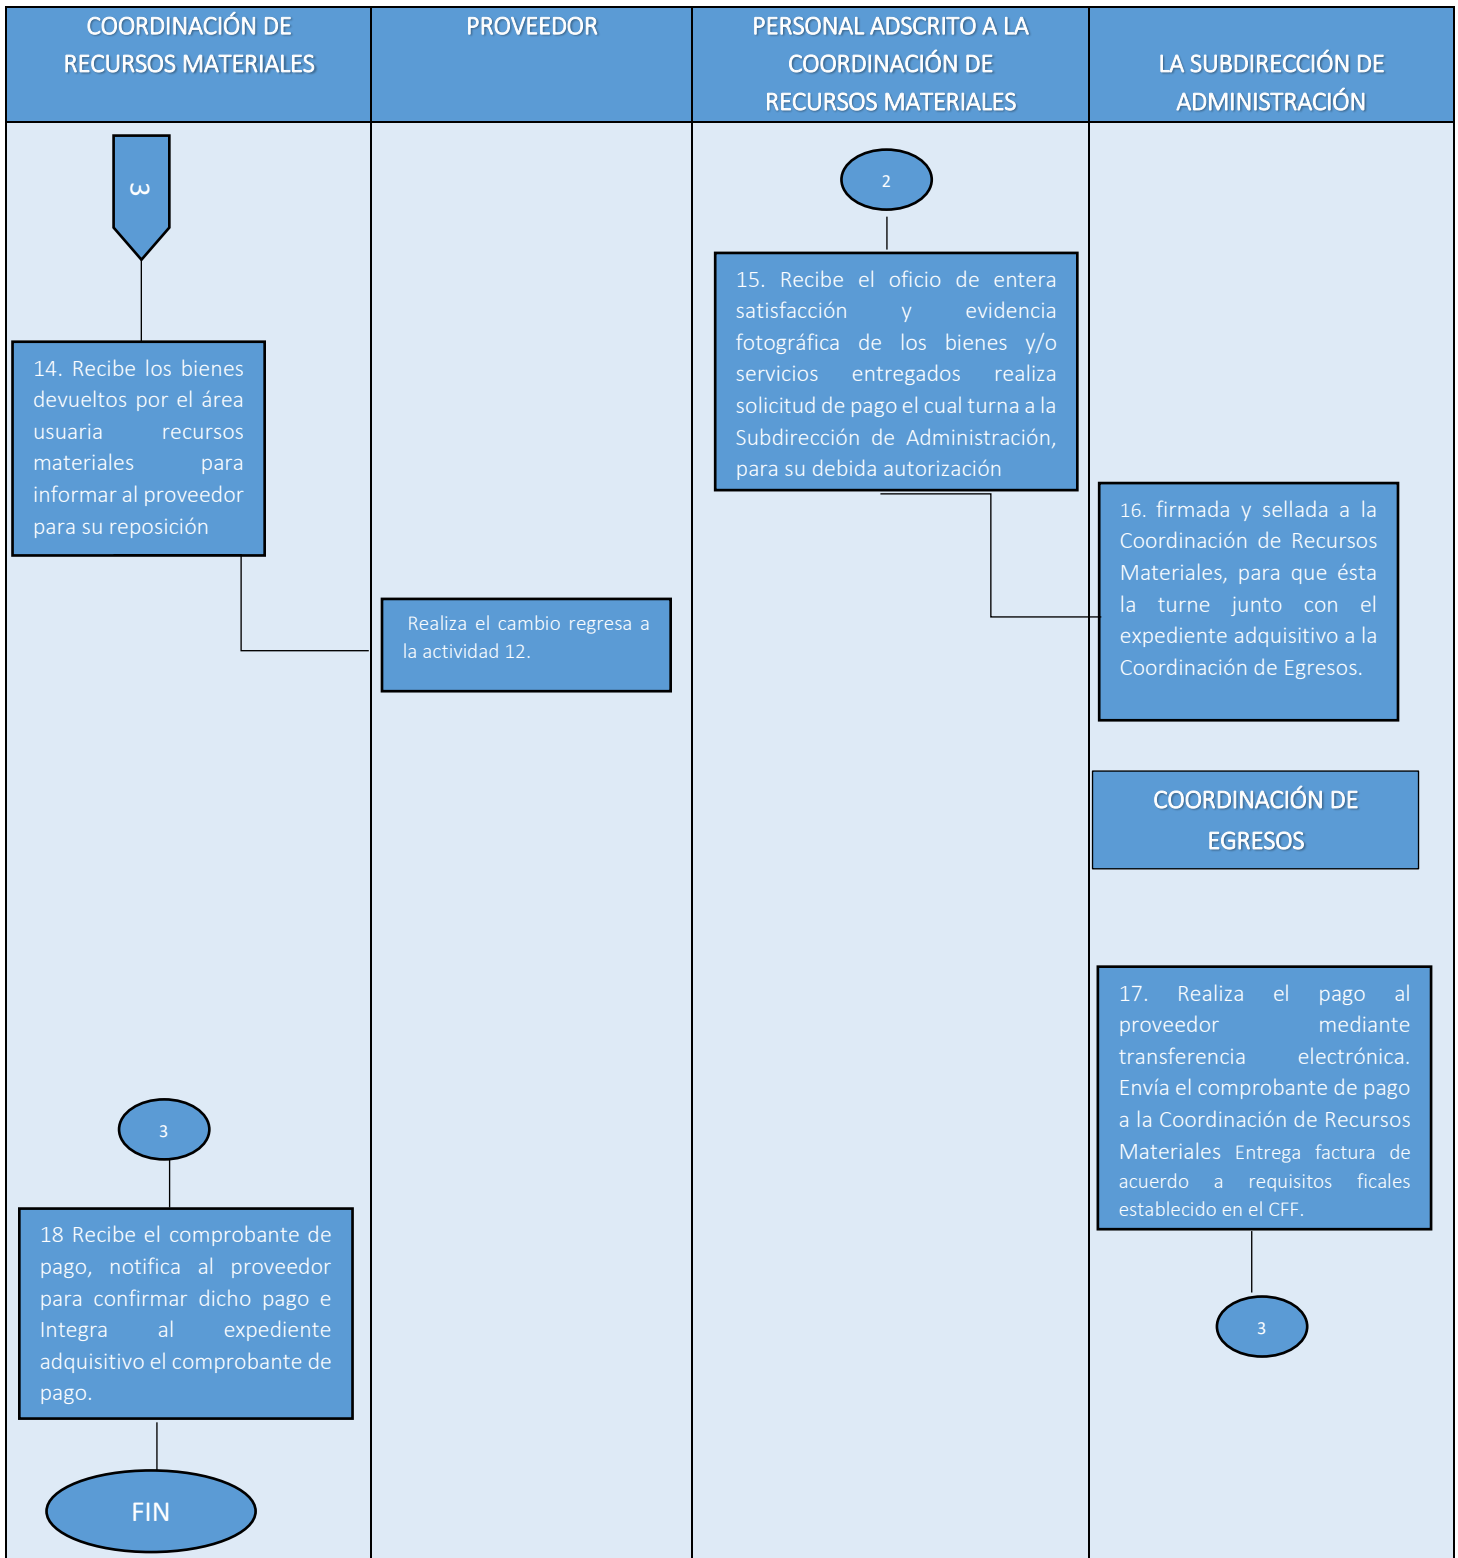 COORDINACIÓN DE
RECURSOS MATERIALES
PROVEEDOR
PERSONAL ADSCRITO A LA
COORDINACIÓN DE
RECURSOS MATERIALES
LA SUBDIRECCIÓN DE
ADMINISTRACIÓN
3
14. Recibe los bienes
devueltos por el área
usuaria recursos
materiales para
informar al proveedor
para su reposición
Realiza el cambio regresa a
la actividad 12.
2
15. Recibe el oficio de entera
satisfacción y evidencia
fotográfica de los bienes y/o
servicios entregados realiza
solicitud de pago el cual turna a la
Subdirección de Administración,
para su debida autorización
16. firmada y sellada a la
Coordinación de Recursos
Materiales, para que ésta
la turne junto con el
expediente adquisitivo a la
Coordinación de Egresos.
COORDINACIÓN DE
EGRESOS
17. Realiza el pago al
proveedor mediante
transferencia electrónica.
Envía el comprobante de pago
a la Coordinación de Recursos
Materiales Entrega factura de
acuerdo a requisitos ficales
establecido en el CFF.
3
3
18 Recibe el comprobante de
pago, notifica al proveedor
para confirmar dicho pago e
Integra al expediente
adquisitivo el comprobante de
pago.
FIN